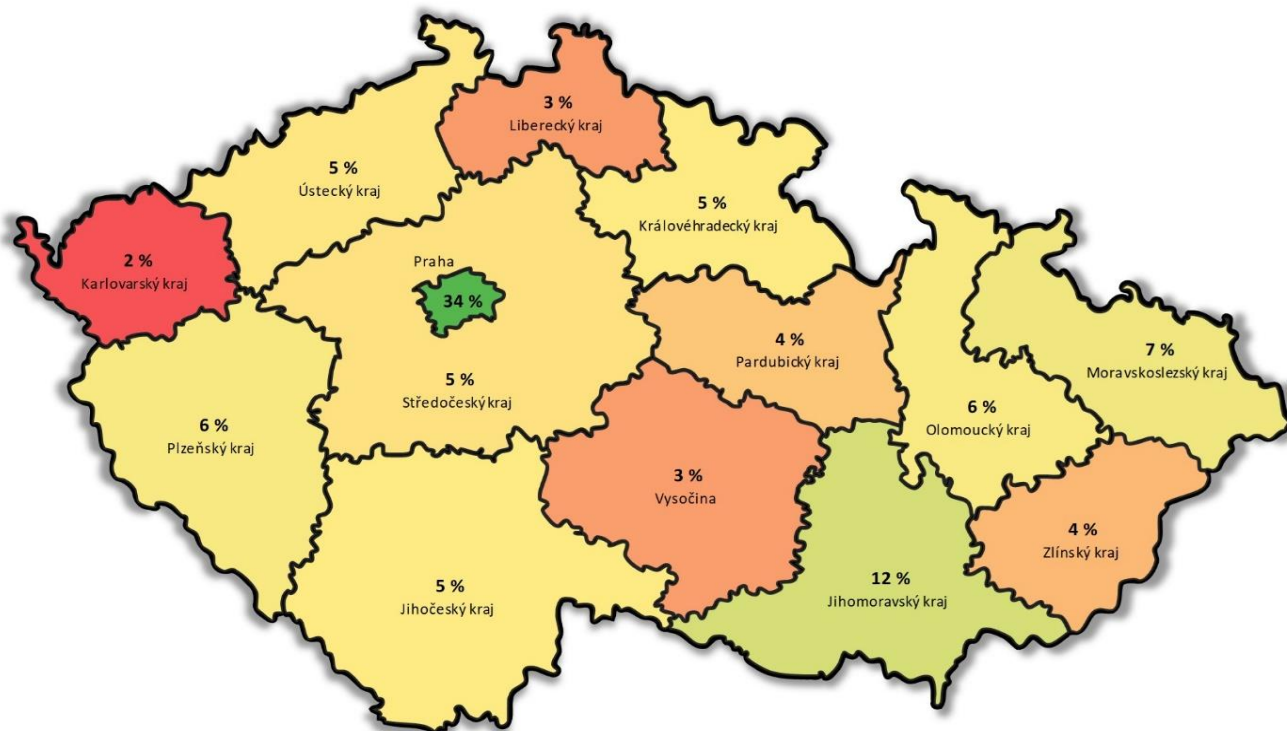 3 %
Liberecký kraj
5 %
Ústecký kraj
5 %
Královéhradecký kraj
2 %
Karlovarský kraj
Praha
34 %
4 %
Pardubický kraj
7 %
Moravskoslezský kraj
5 %
Středočeský kraj
6 %
Olomoucký kraj
6 %
Plzeňský kraj
3 %
Vysočina
4 %
Zlínský kraj
5 %
Jihočeský kraj
12 %
Jihomoravský kraj